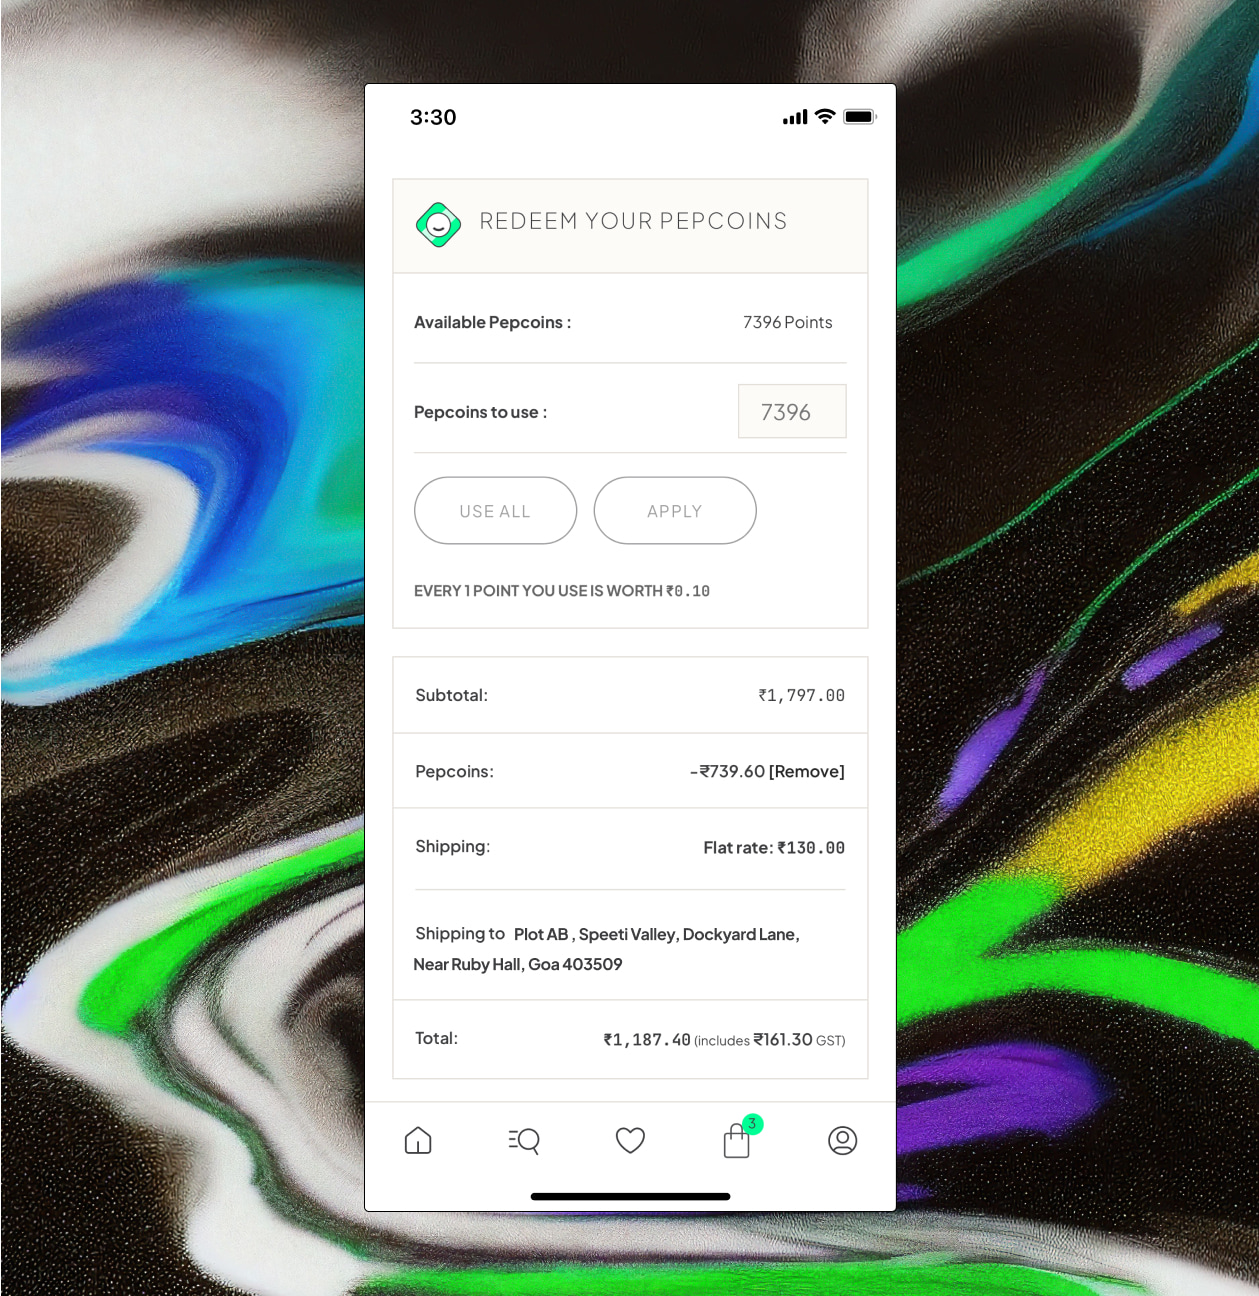 3:30
REDEEM YOUR PEPCOINS
Available Pepcoins : 7396 Points
Pepcoins to use : 7396
USE ALL APPLY
EVERY 1 POINT YOU USE IS WORTH ₹0.10
Subtotal: ₹1,797.00
Pepcoins: -₹739.60 [Remove]
Shipping: Flat rate: ₹130.00
Shipping to Plot AB , Speeti Valley, Dockyard Lane,
Near Ruby Hall, Goa 403509
Total: ₹1,187.40 (includes ₹161.30 GST)
3